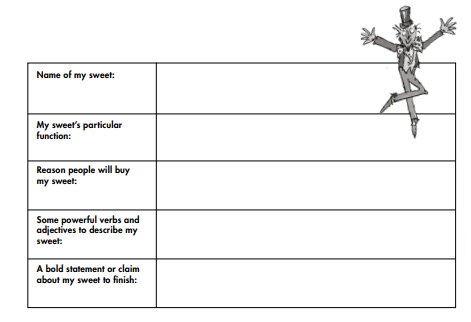 Name of my sweet:
My sweet's particular
function:
Reason people will buy
my sweet:
Some powerful verbs and
adjectives to describe my
sweet:
A bold statement or claim
about my sweet to finish: